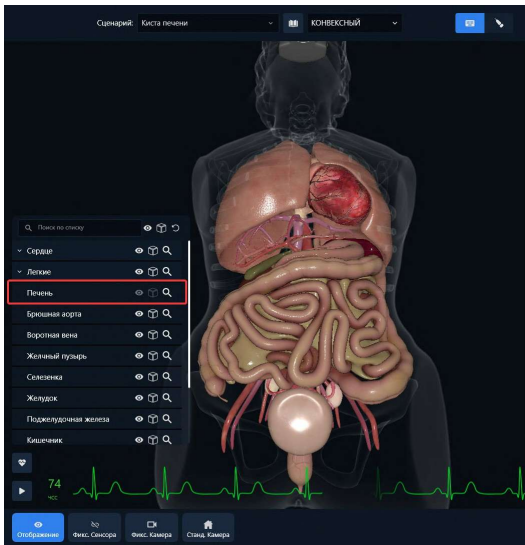 Сценарий: Киста печени КОНВЕКСНЫЙ
Поиск по списку
Сердце
Легкие
Печень
Брюшная аорта
Воротная вена
Желчный пузырь
Селезенка
Желудок
Поджелудочная железа
Кишечник
74
ЧСС
Отображение Фикс. Сенсора Фикс. Камера Станд. Камера